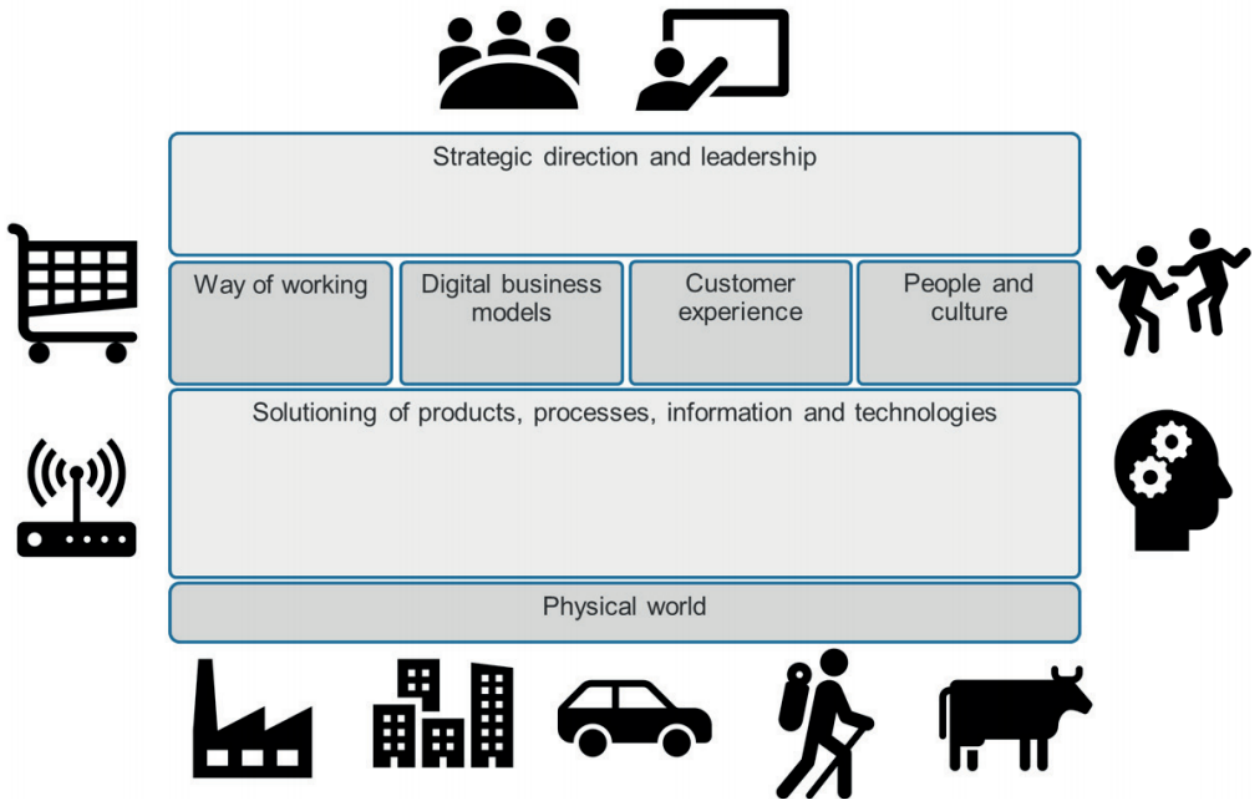 Strategic direction and leadership
Way of working
Digital business
models
Customer
experience
People and
culture
Solutioning of products, processes, information and technologies
Physical world